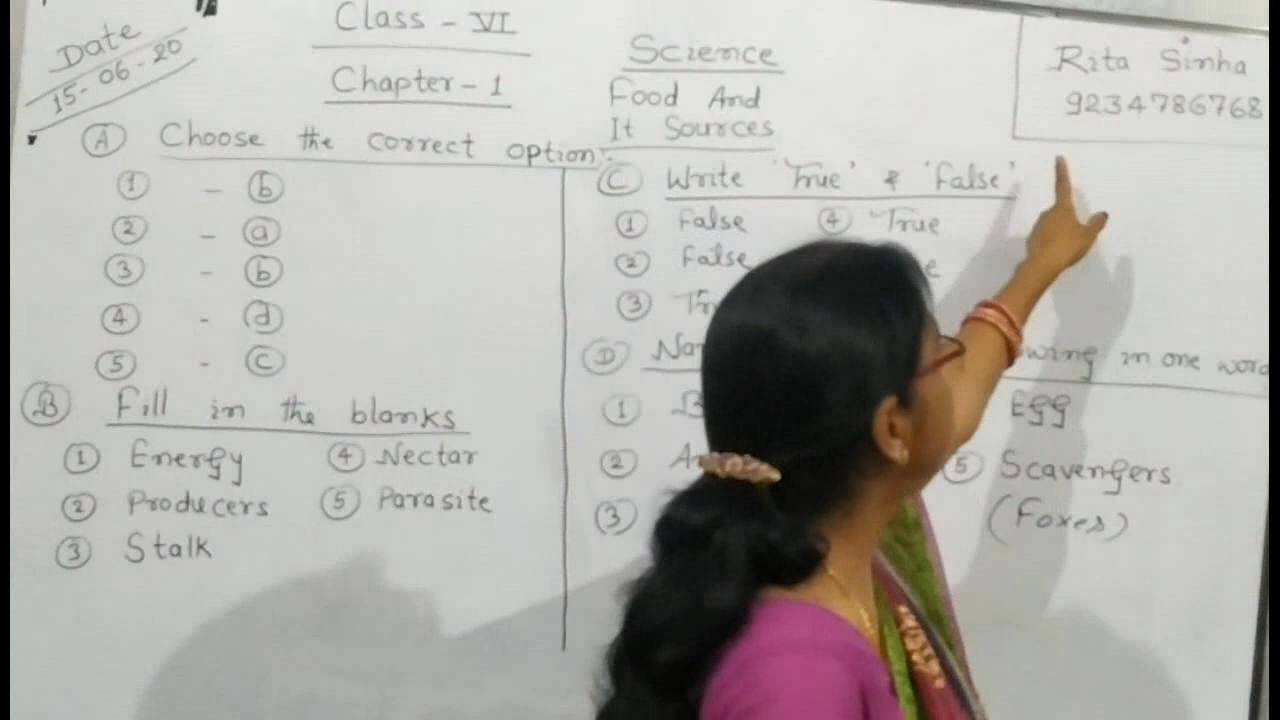 Date
15-06-20
Class - VI
Chapter - 1
Science
Food And
It Sources
Rita Sinha
9234786768
(A) Choose the correct option:-
(1) - (b)
(2) - (a)
(3) - (b)
(4) - (d)
(5) - (c)
(B) Fill in the blanks
(1) Energy (4) Nectar
(2) Producers (5) Parasite
(3) Stalk
(C) Write 'True' & 'False'
(1) False (4) True
(2) False
(3)
(D) in one word
(1) Egg
(2) (5) Scavengers
(3) (Foxes)